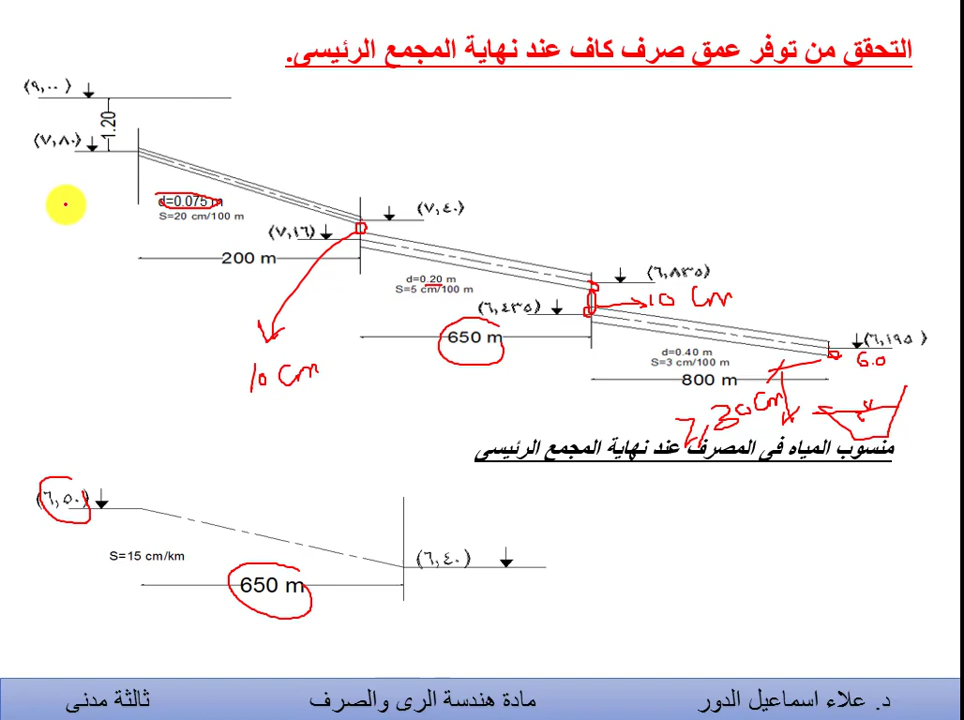 التحقق من توفر عمق صرف كاف عند نهاية المجمع الرئيسى.
(٩,٠٠)
1.20
(٧,٨٠)
d=0.075 m
S=20 cm/100 m
(٧,٤٠)
(٧,١٦)
200 m
d=0.20 m
S=5 cm/100 m
(٦,٨٣٥)
10 cm
(٦,٤٣٥)
650 m
(٦,١٩٥)
6.0
d=0.40 m
S=3 cm/100 m
800 m
10 cm
30 cm
منسوب المياه فى المصرف عند نهاية المجمع الرئيسى
(٦,٥٠)
S=15 cm/km
(٦,٤٠)
650 m
د. علاء اسماعيل الدور
مادة هندسة الرى والصرف
ثالثة مدنى